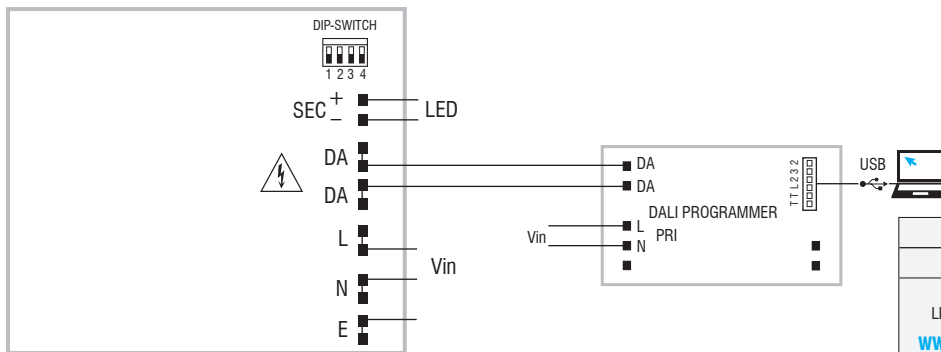 DIP-SWITCH
1 2 3 4
SEC + −
LED
DA
DA
L
N
E
Vin
DA
DA
DALI PROGRAMMER
L
PRI
N
Vin
TTL232
USB